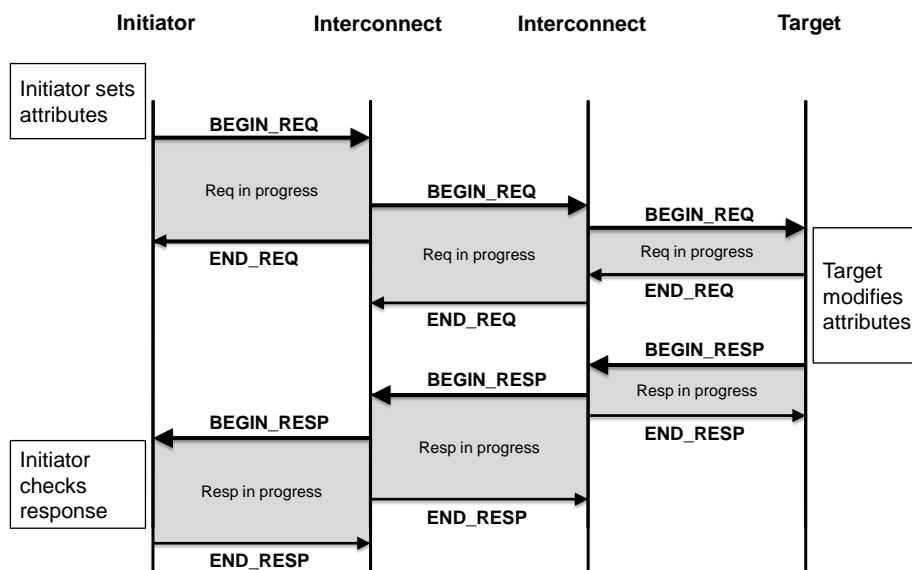 Initiator
Interconnect
Interconnect
Target
Initiator sets
attributes
BEGIN_REQ
Req in progress
END_REQ
BEGIN_REQ
Req in progress
END_REQ
BEGIN_REQ
Req in progress
END_REQ
Target
modifies
attributes
BEGIN_RESP
Resp in progress
END_RESP
BEGIN_RESP
Resp in progress
END_RESP
BEGIN_RESP
Resp in progress
END_RESP
Initiator
checks
response